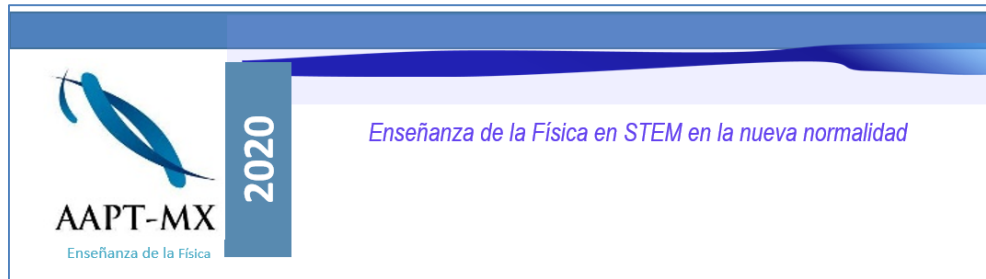 2020
Enseñanza de la Física en STEM en la nueva normalidad
AAPT-MX
Enseñanza de la Física